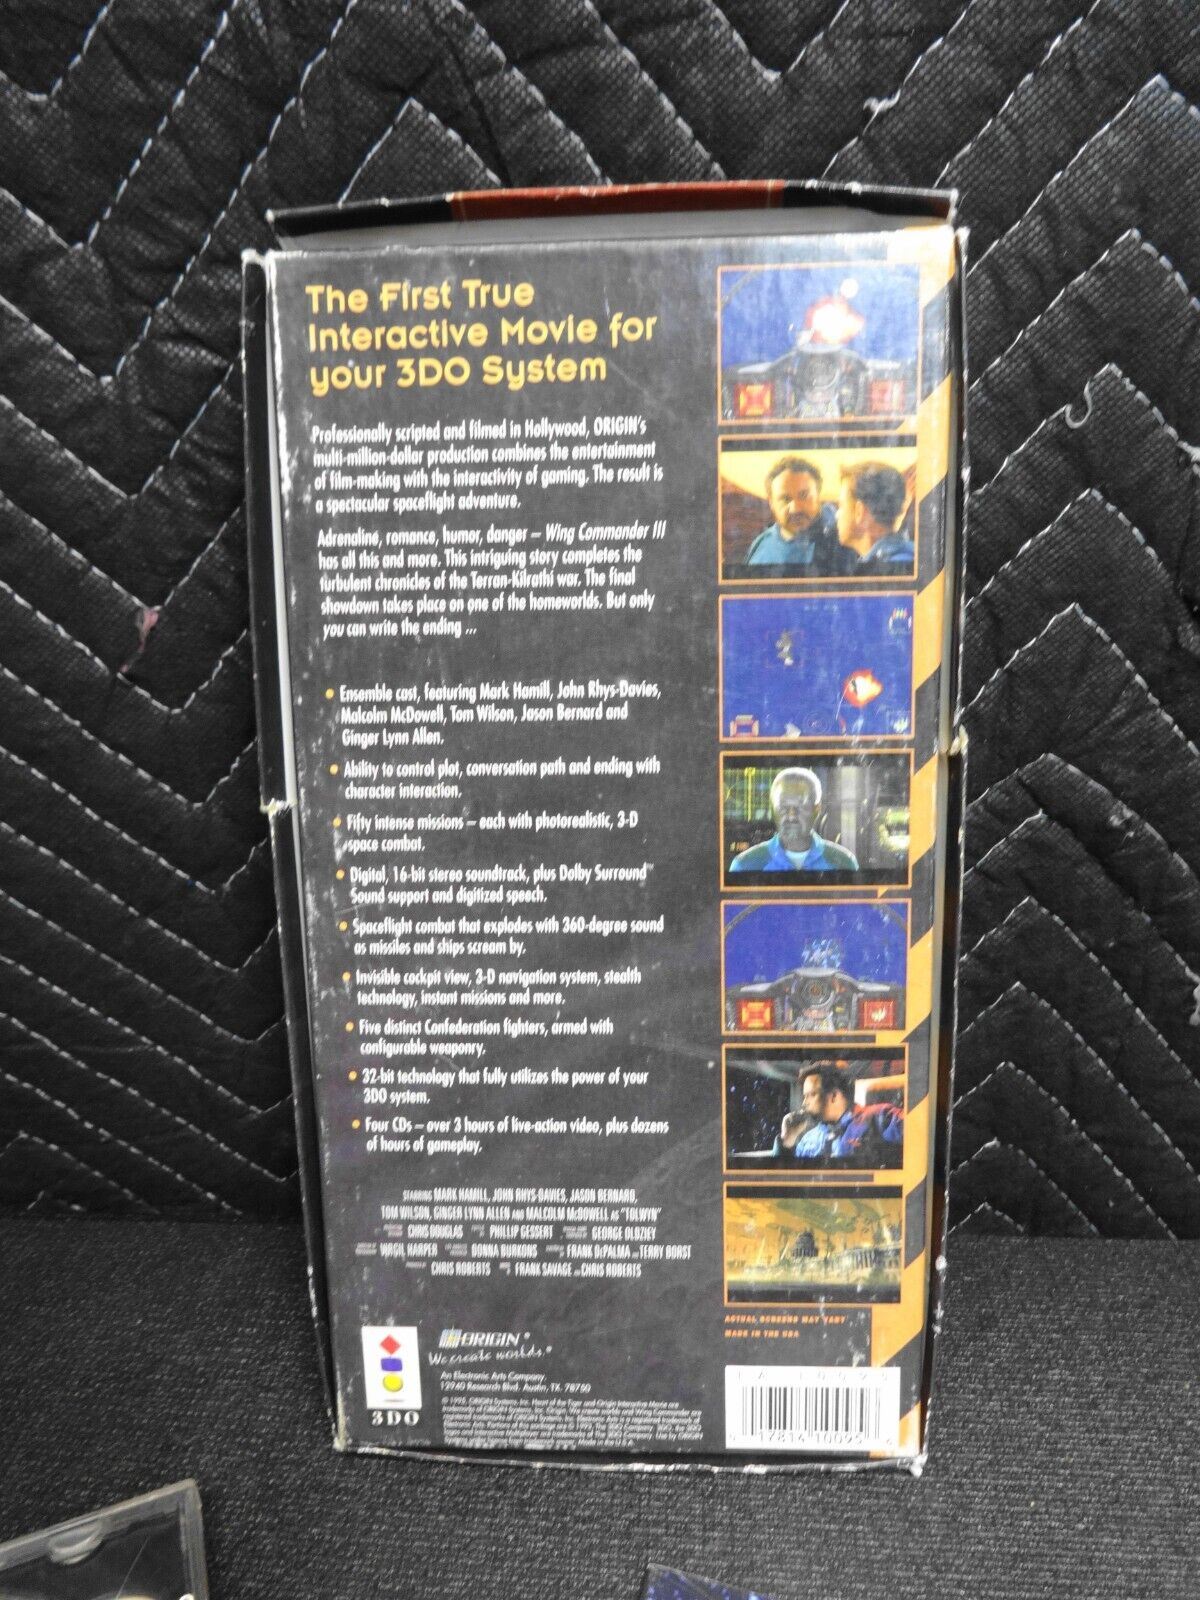 The First True
Interactive Movie for
your 3DO System
Professionally scripted and filmed in Hollywood, ORIGIN's
multi-million-dollar production combines the entertainment
of film-making with the interactivity of gaming. The result is
a spectacular spaceflight adventure.
Adrenaline, romance, humor, danger – Wing Commander III
has all this and more. This intriguing story completes the
turbulent chronicles of the Terran-Kilrathi war. The final
showdown takes place on one of the homeworlds. But only
you can write the ending ...
• Ensemble cast, featuring Mark Hamill, John Rhys-Davies,
Malcolm McDowell, Tom Wilson, Jason Bernard and
Ginger Lynn Allen.
• Ability to control plot, conversation path and ending with
character interaction.
• Fifty intense missions – each with photorealistic, 3-D
space combat.
• Digital, 16-bit stereo soundtrack, plus Dolby Surround™
Sound support and digitized speech.
• Spaceflight combat that explodes with 360-degree sound
as missiles and ships scream by.
• Invisible cockpit view, 3-D navigation system, stealth
technology, instant missions and more.
• Five distinct Confederation fighters, armed with
configurable weaponry.
• 32-bit technology that fully utilizes the power of your
3DO system.
• Four CDs – over 3 hours of live-action video, plus dozens
of hours of gameplay.
STARRING MARK HAMILL, JOHN RHYS-DAVIES, JASON BERNARD,
TOM WILSON, GINGER LYNN ALLEN AND MALCOLM McDOWELL AS "TOLWYN"
CHRIS DOUGLAS PHILLIP GESSERT GEORGE OLDZIEY
VIRGIL HARPER DONNA BURKONS FRANK DePALMA AND TERRY BORST
CHRIS ROBERTS FRANK SAVAGE AND CHRIS ROBERTS
ACTUAL SCREENS MAY VARY
MADE IN THE USA
3DO
ORIGIN®
We create worlds.®
An Electronic Arts Company
12940 Research Blvd. Austin, TX 78750
17814 10095